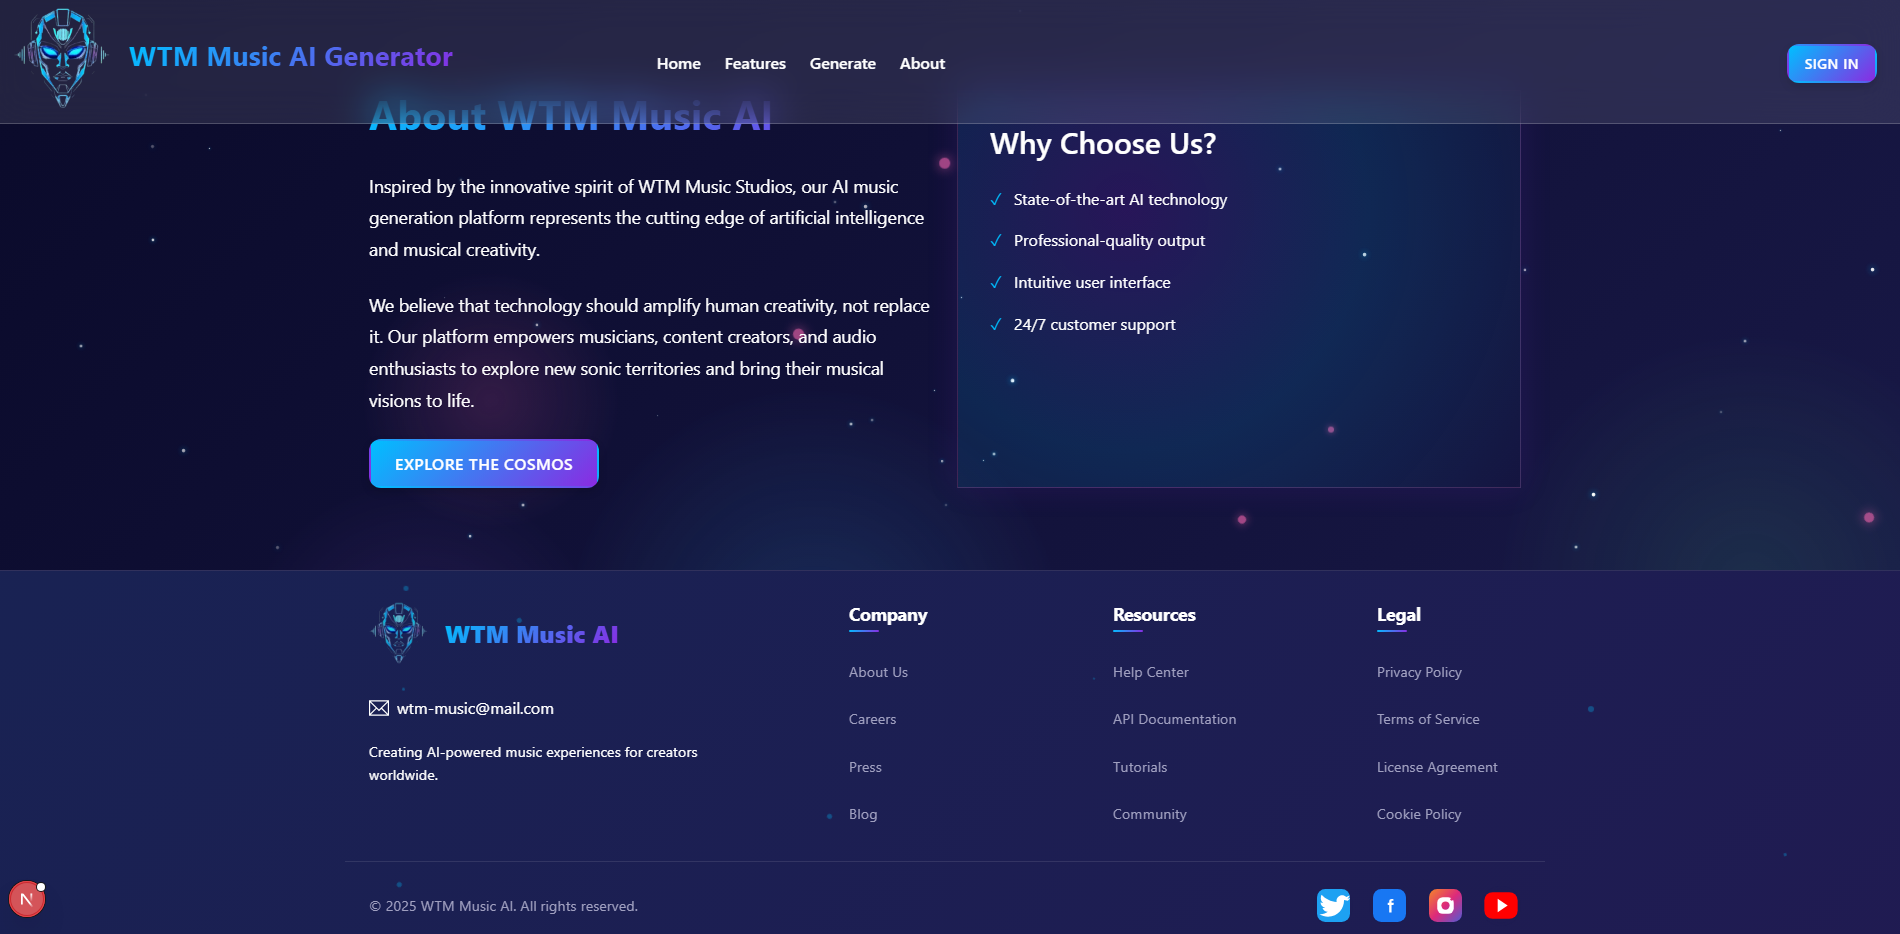 WTM Music AI Generator
Home
Features
Generate
About
SIGN IN
About WTM Music AI
Inspired by the innovative spirit of WTM Music Studios, our AI music
generation platform represents the cutting edge of artificial intelligence
and musical creativity.
We believe that technology should amplify human creativity, not replace
it. Our platform empowers musicians, content creators, and audio
enthusiasts to explore new sonic territories and bring their musical
visions to life.
EXPLORE THE COSMOS
Why Choose Us?
✓ State-of-the-art AI technology
✓ Professional-quality output
✓ Intuitive user interface
✓ 24/7 customer support
WTM Music AI
wtm-music@mail.com
Creating AI-powered music experiences for creators
worldwide.
Company
About Us
Careers
Press
Blog
Resources
Help Center
API Documentation
Tutorials
Community
Legal
Privacy Policy
Terms of Service
License Agreement
Cookie Policy
N
© 2025 WTM Music AI. All rights reserved.
f